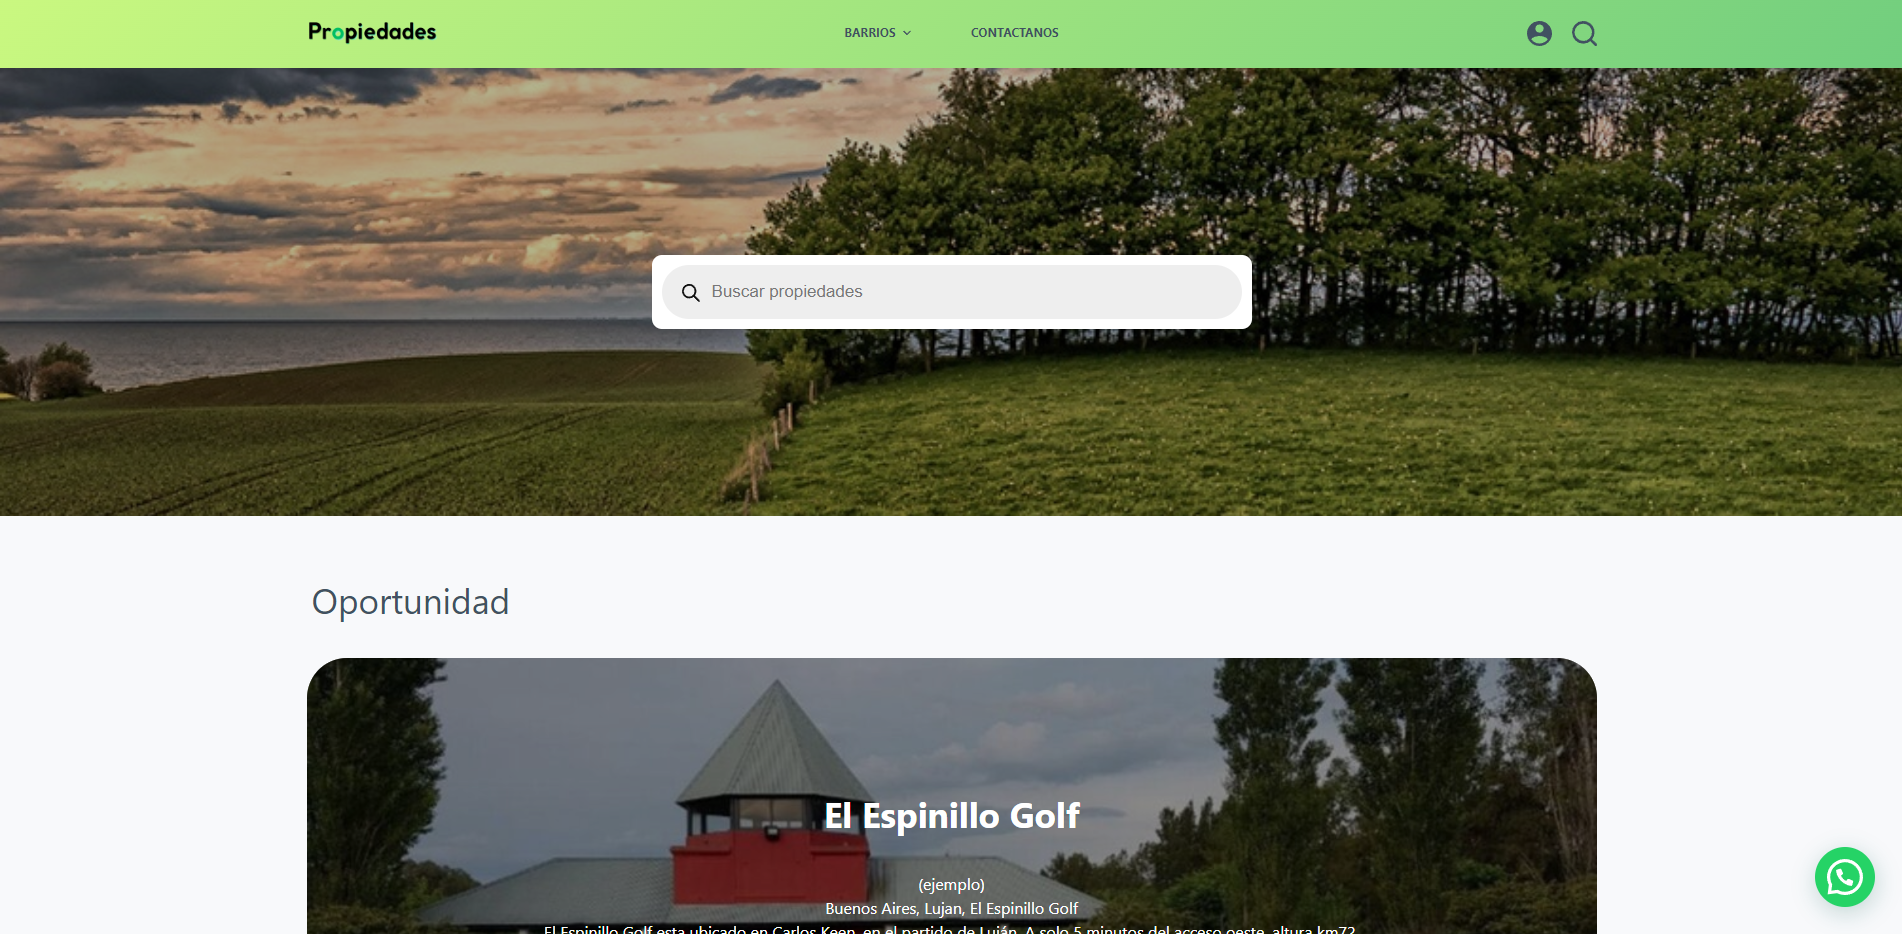 Propiedades
BARRIOS
CONTACTANOS
Buscar propiedades
Oportunidad
El Espinillo Golf
(ejemplo)
Buenos Aires, Lujan, El Espinillo Golf
El Espinillo Golf esta ubicado en Carlos Keen, en el partido de Luján. A solo 5 minutos del acceso oeste, altura km72